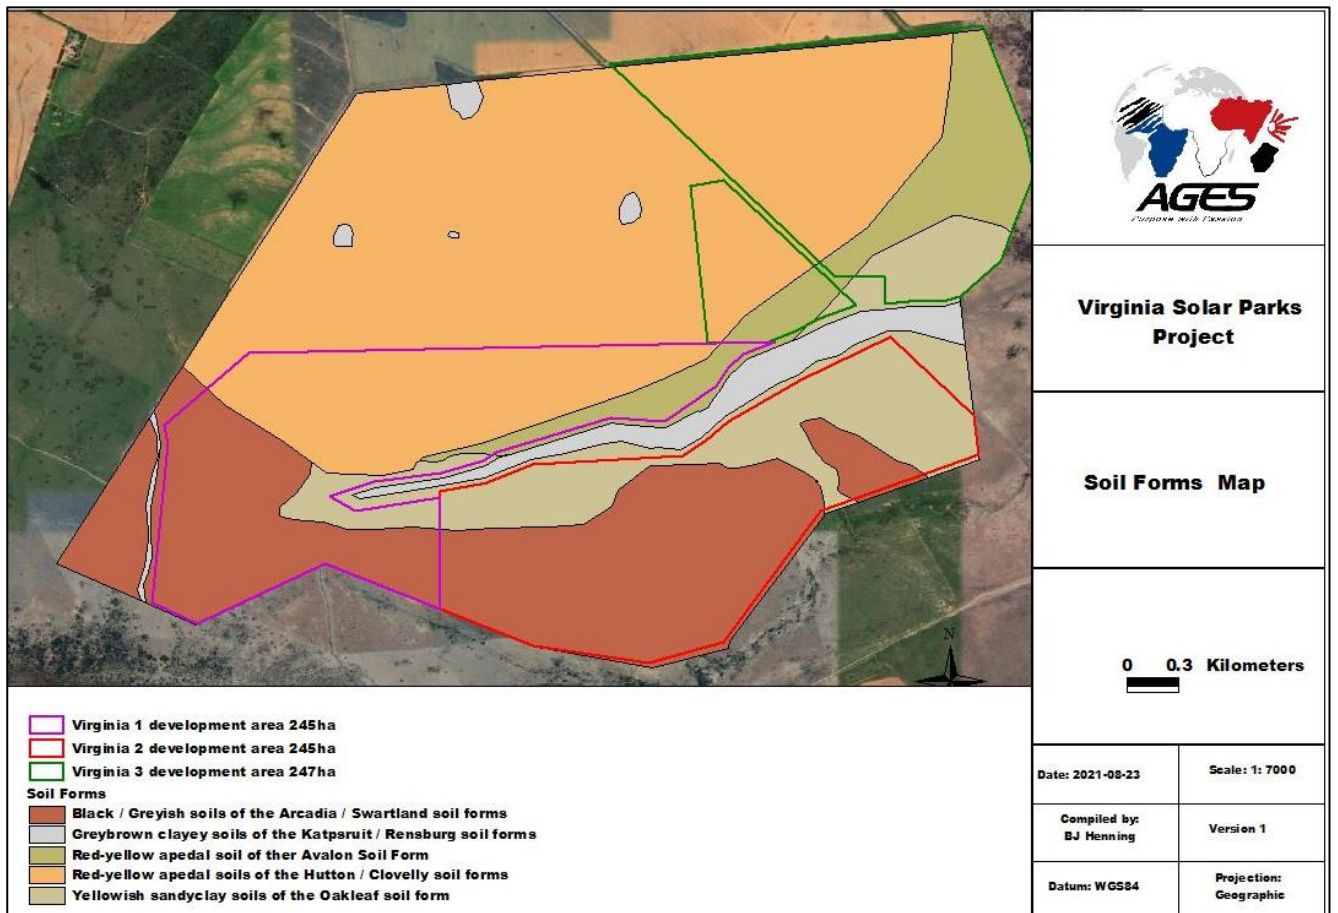 N
Virginia 1 development area 245ha
Virginia 2 development area 245ha
Virginia 3 development area 247ha
Soil Forms
Black / Greyish soils of the Arcadia / Swartland soil forms
Greybrown clayey soils of the Katpsruit / Rensburg soil forms
Red-yellow apedal soil of ther Avalon Soil Form
Red-yellow apedal soils of the Hutton / Clovelly soil forms
Yellowish sandyclay soils of the Oakleaf soil form
AGES
Purpose with Passion
Virginia Solar Parks
Project
Soil Forms Map
0 0.3 Kilometers
Date: 2021-08-23
Scale: 1: 7000
Compiled by:
BJ Henning
Version 1
Datum: WGS84
Projection:
Geographic